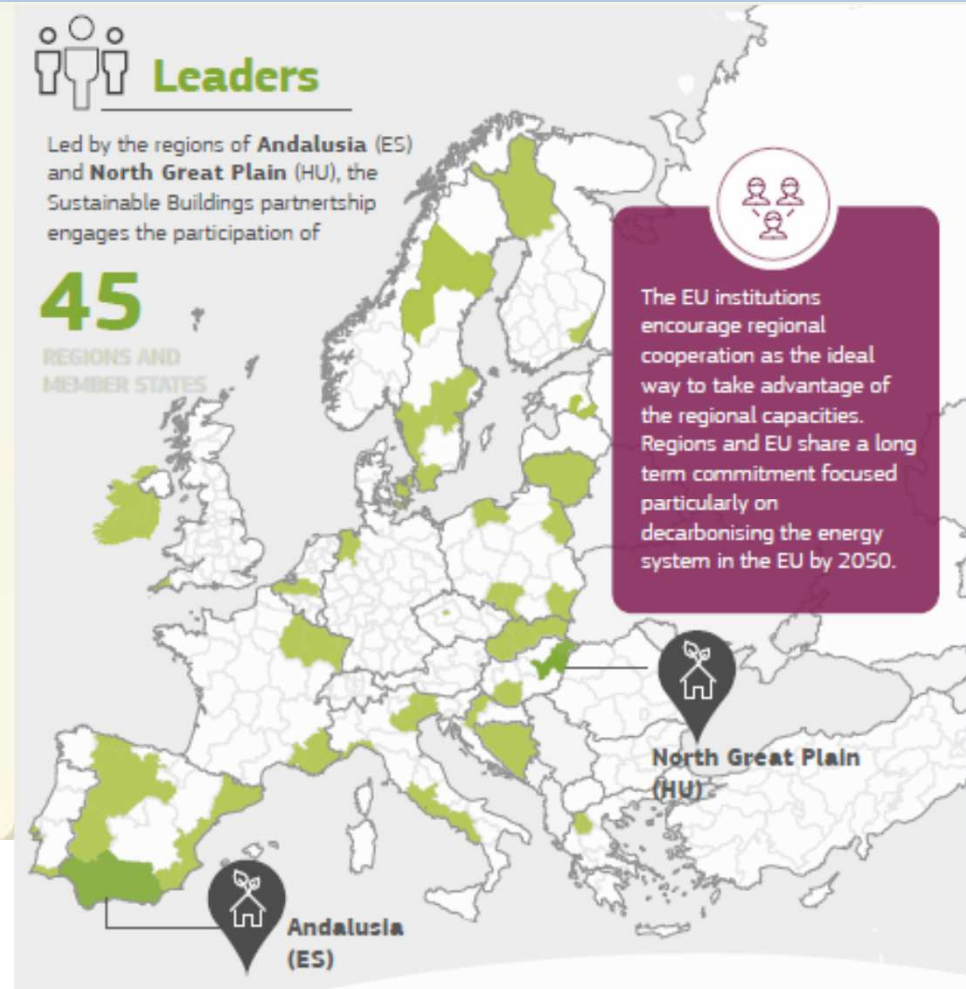 Leaders
Led by the regions of Andalusia (ES)
and North Great Plain (HU), the
Sustainable Buildings partnertship
engages the participation of
45
REGIONS AND
MEMBER STATES
The EU institutions
encourage regional
cooperation as the ideal
way to take advantage of
the regional capacities.
Regions and EU share a long
term commitment focused
particularly on
decarbonising the energy
system in the EU by 2050.
North Great Plain
(HU)
Andalusia
(ES)